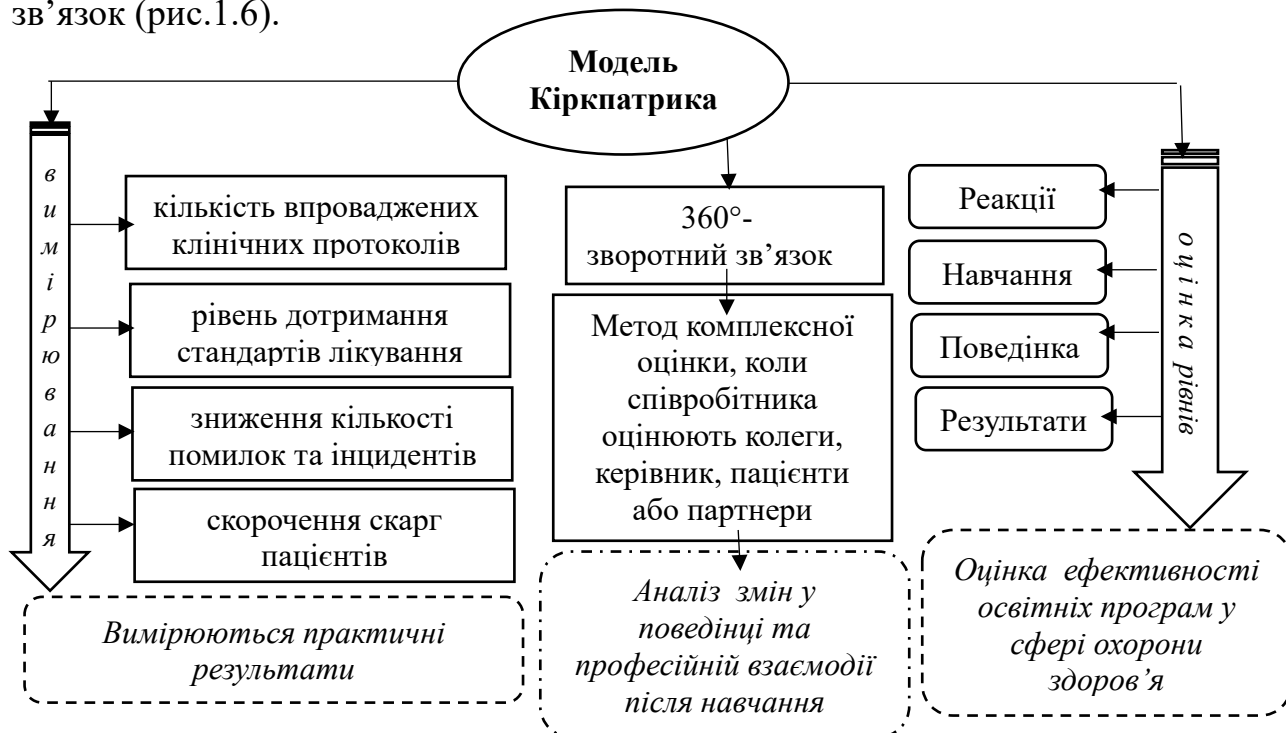 зв’язок (рис.1.6).
Модель
Кіркпатрика
вимірювання
кількість впроваджених
клінічних протоколів
рівень дотримання
стандартів лікування
зниження кількості
помилок та інцидентів
скорочення скарг
пацієнтів
Вимірюються практичні
результати
360°-
зворотний зв’язок
Метод комплексної
оцінки, коли
співробітника
оцінюють колеги,
керівник, пацієнти
або партнери
Аналіз змін у
поведінці та
професійній взаємодії
після навчання
Реакції
Навчання
Поведінка
Результати
оцінка рівнів
Оцінка ефективності
освітніх програм у
сфері охорони
здоров’я